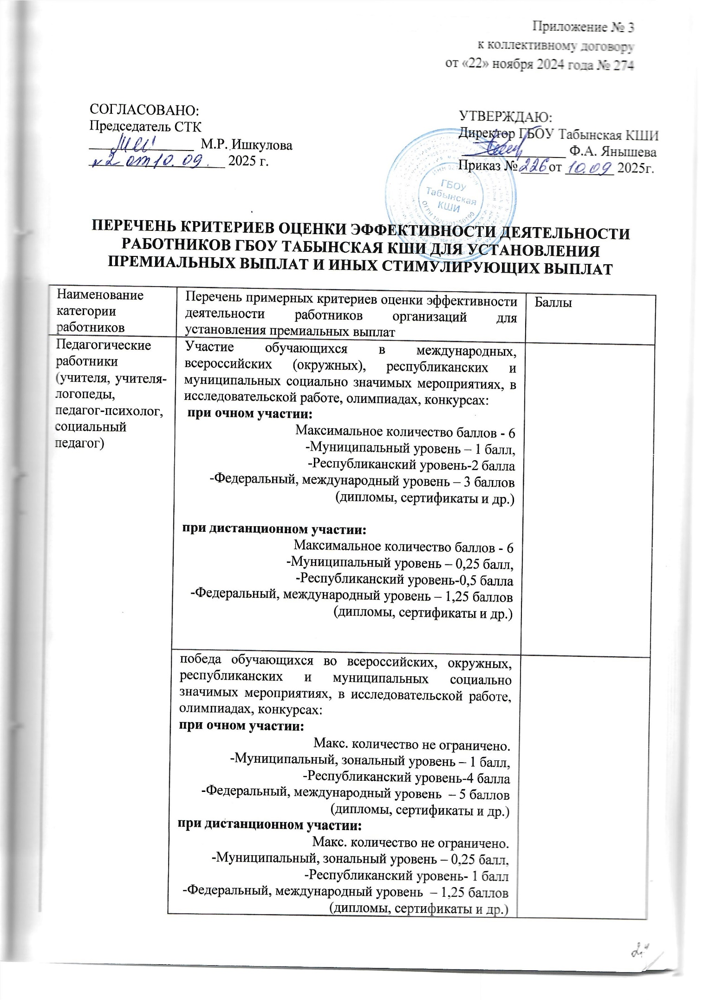 Приложение № 3
к коллективному договору
от «22» ноября 2024 года № 274
СОГЛАСОВАНО:
Председатель СТК
М.Р. Ишкулова
№2 от 10. 09. 2025 г.
УТВЕРЖДАЮ:
Директор ГБОУ Табынская КШИ
Ф.А. Янышева
Приказ № 226 от 10.09 2025г.
ГБОУ
Табынская
КШИ
ПЕРЕЧЕНЬ КРИТЕРИЕВ ОЦЕНКИ ЭФФЕКТИВНОСТИ ДЕЯТЕЛЬНОСТИ
РАБОТНИКОВ ГБОУ ТАБЫНСКАЯ КШИ ДЛЯ УСТАНОВЛЕНИЯ
ПРЕМИАЛЬНЫХ ВЫПЛАТ И ИНЫХ СТИМУЛИРУЮЩИХ ВЫПЛАТ
Наименование
категории
работников
Перечень примерных критериев оценки эффективности
деятельности работников организаций для
установления премиальных выплат
Баллы
Педагогические
работники
(учителя, учителя-
логопеды,
педагог-психолог,
социальный
педагог)
Участие обучающихся в международных,
всероссийских (окружных), республиканских и
муниципальных социально значимых мероприятиях, в
исследовательской работе, олимпиадах, конкурсах:
при очном участии:
Максимальное количество баллов - 6
-Муниципальный уровень – 1 балл,
-Республиканский уровень-2 балла
-Федеральный, международный уровень – 3 баллов
(дипломы, сертификаты и др.)
при дистанционном участии:
Максимальное количество баллов - 6
-Муниципальный уровень – 0,25 балл,
-Республиканский уровень-0,5 балла
-Федеральный, международный уровень – 1,25 баллов
(дипломы, сертификаты и др.)
победа обучающихся во всероссийских, окружных,
республиканских и муниципальных социально
значимых мероприятиях, в исследовательской работе,
олимпиадах, конкурсах:
при очном участии:
Макс. количество не ограничено.
-Муниципальный, зональный уровень – 1 балл,
-Республиканский уровень-4 балла
-Федеральный, международный уровень – 5 баллов
(дипломы, сертификаты и др.)
при дистанционном участии:
Макс. количество не ограничено.
-Муниципальный, зональный уровень – 0,25 балл,
-Республиканский уровень- 1 балл
-Федеральный, международный уровень – 1,25 баллов
(дипломы, сертификаты и др.)